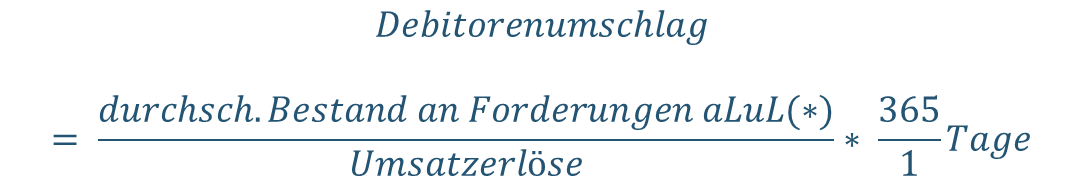 Debitorenumschlag
durchsch. Bestand an Forderungen aLuL(*)
= ———————————— * 365/1 Tage
Umsatzerlöse